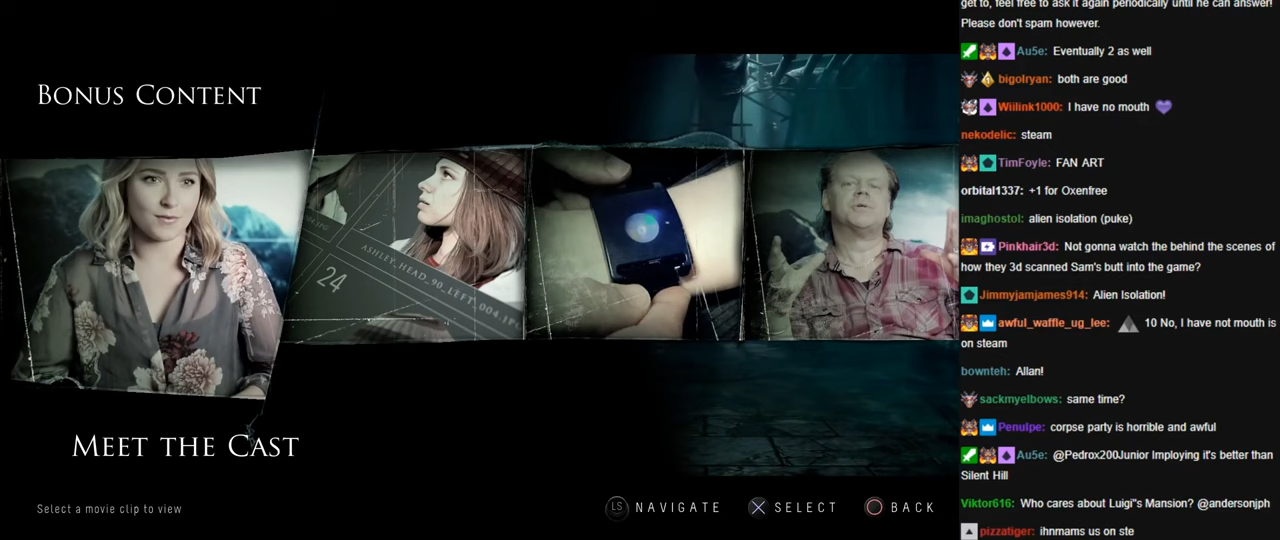 Bonus Content
24
ASHLEY_HEAD_90_LEFT_004.JPG
Meet the Cast
Select a movie clip to view
LS NAVIGATE SELECT BACK
get to, feel free to ask it again periodically until he can answer!
Please don't spam however.
Au5e: Eventually 2 as well
bigolryan: both are good
Wiilink1000: I have no mouth
nekodelic: steam
TimFoyle: FAN ART
orbital1337: +1 for Oxenfree
imaghostol: alien isolation (puke)
Pinkhair3d: Not gonna watch the behind the scenes of
how they 3d scanned Sam's butt into the game?
Jimmyjamjames914: Alien Isolation!
awful_waffle_ug_lee: 10 No, I have not mouth is
on steam
bownteh: Allan!
sackmyelbows: same time?
Penulpe: corpse party is horrible and awful
Au5e: @Pedrox200Junior Imploying it's better than
Silent Hill
Viktor616: Who cares about Luigi"s Mansion? @andersonjph
pizzatiger: ihnmams us on ste